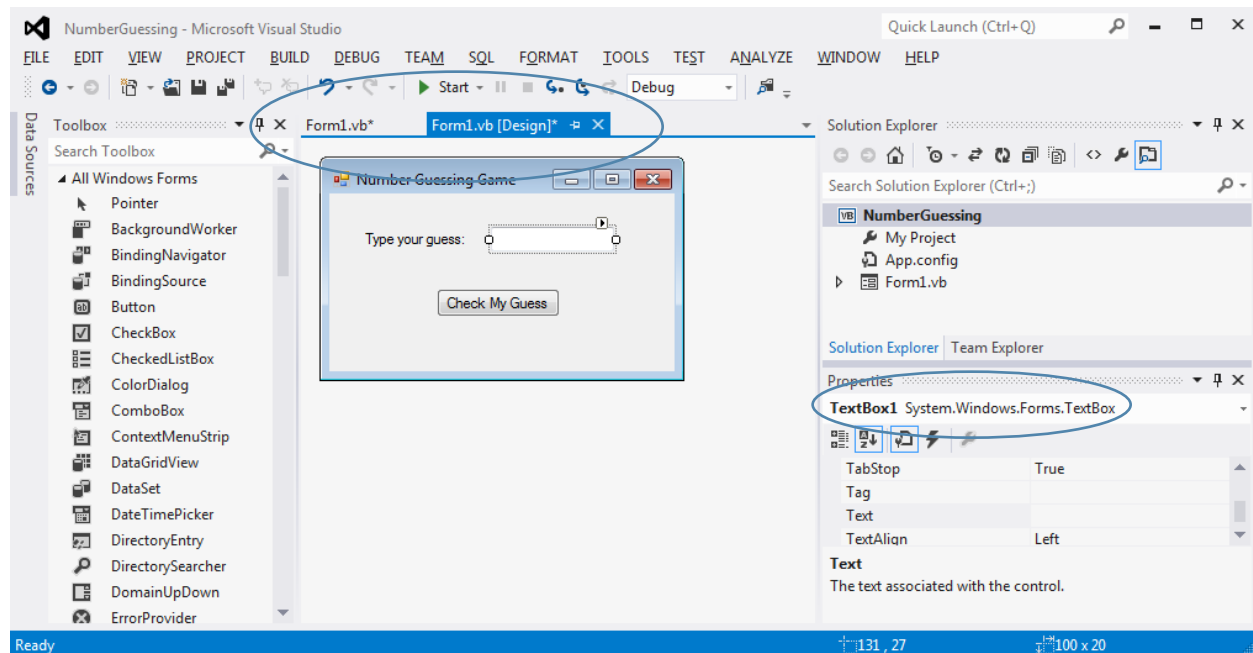 NumberGuessing - Microsoft Visual Studio
Quick Launch (Ctrl+Q)
FILE EDIT VIEW PROJECT BUILD DEBUG TEAM SQL FORMAT TOOLS TEST ANALYZE WINDOW HELP
Start
Debug
Data Sources
Toolbox
Search Toolbox
All Windows Forms
Pointer
BackgroundWorker
BindingNavigator
BindingSource
Button
CheckBox
CheckedListBox
ColorDialog
ComboBox
ContextMenuStrip
DataGridView
DataSet
DateTimePicker
DirectoryEntry
DirectorySearcher
DomainUpDown
ErrorProvider
Form1.vb* Form1.vb [Design]*
Number Guessing Game
Type your guess:
Check My Guess
Solution Explorer
Search Solution Explorer (Ctrl+;)
VB NumberGuessing
My Project
App.config
Form1.vb
Solution Explorer Team Explorer
Properties
TextBox1 System.Windows.Forms.TextBox
TabStop True
Tag
Text
TextAlign Left
Text
The text associated with the control.
Ready 131 , 27 100 x 20